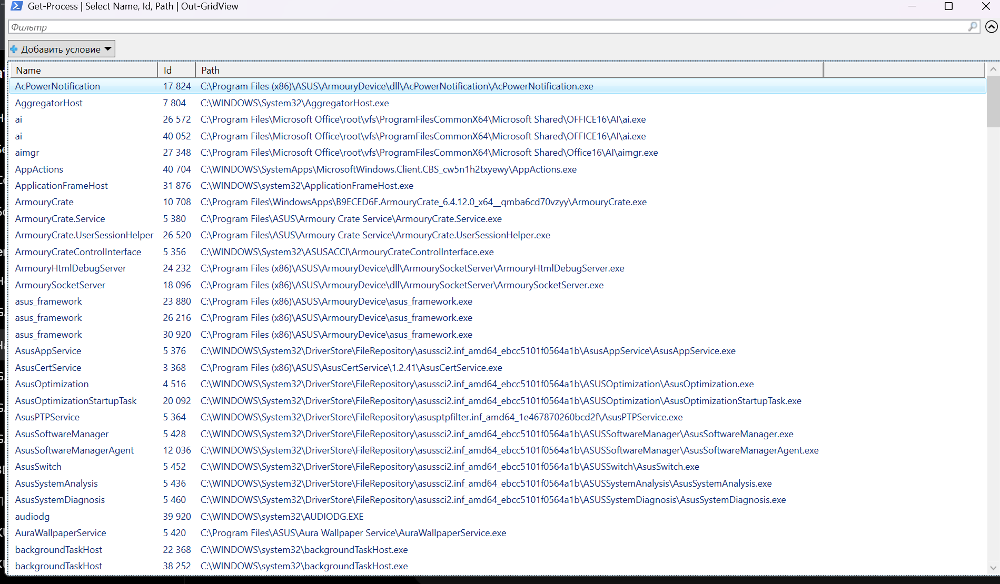 Get-Process | Select Name, Id, Path | Out-GridView
Фильтр
Добавить условие
Name Id Path
AcPowerNotification 17 824 C:\Program Files (x86)\ASUS\ArmouryDevice\dll\AcPowerNotification\AcPowerNotification.exe
AggregatorHost 7 804 C:\WINDOWS\System32\AggregatorHost.exe
ai 26 572 C:\Program Files\Microsoft Office\root\vfs\ProgramFilesCommonX64\Microsoft Shared\OFFICE16\AI\ai.exe
ai 40 052 C:\Program Files\Microsoft Office\root\vfs\ProgramFilesCommonX64\Microsoft Shared\OFFICE16\AI\ai.exe
aimgr 27 348 C:\Program Files\Microsoft Office\root\vfs\ProgramFilesCommonX64\Microsoft Shared\Office16\AI\aimgr.exe
AppActions 40 704 C:\WINDOWS\SystemApps\MicrosoftWindows.Client.CBS_cw5n1h2txyewy\AppActions.exe
ApplicationFrameHost 31 876 C:\WINDOWS\system32\ApplicationFrameHost.exe
ArmouryCrate 10 708 C:\Program Files\WindowsApps\B9ECED6F.ArmouryCrate_6.4.12.0_x64__qmba6cd70vzyy\ArmouryCrate.exe
ArmouryCrate.Service 5 380 C:\Program Files\ASUS\Armoury Crate Service\ArmouryCrate.Service.exe
ArmouryCrate.UserSessionHelper 26 520 C:\Program Files\ASUS\Armoury Crate Service\ArmouryCrate.UserSessionHelper.exe
ArmouryCrateControlInterface 5 356 C:\WINDOWS\System32\ASUSACCI\ArmouryCrateControlInterface.exe
ArmouryHtmlDebugServer 24 232 C:\Program Files (x86)\ASUS\ArmouryDevice\dll\ArmourySocketServer\ArmouryHtmlDebugServer.exe
ArmourySocketServer 18 096 C:\Program Files (x86)\ASUS\ArmouryDevice\dll\ArmourySocketServer\ArmourySocketServer.exe
asus_framework 23 880 C:\Program Files (x86)\ASUS\ArmouryDevice\asus_framework.exe
asus_framework 26 216 C:\Program Files (x86)\ASUS\ArmouryDevice\asus_framework.exe
asus_framework 30 920 C:\Program Files (x86)\ASUS\ArmouryDevice\asus_framework.exe
AsusAppService 5 376 C:\WINDOWS\System32\DriverStore\FileRepository\asussci2.inf_amd64_ebcc5101f0564a1b\AsusAppService\AsusAppService.exe
AsusCertService 3 368 C:\Program Files (x86)\ASUS\AsusCertService\1.2.41\AsusCertService.exe
AsusOptimization 4 516 C:\WINDOWS\System32\DriverStore\FileRepository\asussci2.inf_amd64_ebcc5101f0564a1b\ASUSOptimization\AsusOptimization.exe
AsusOptimizationStartupTask 20 092 C:\WINDOWS\System32\DriverStore\FileRepository\asussci2.inf_amd64_ebcc5101f0564a1b\ASUSOptimization\AsusOptimizationStartupTask.exe
AsusPTPService 5 364 C:\WINDOWS\System32\DriverStore\FileRepository\asusptpfilter.inf_amd64_1e467870260bcd2f\AsusPTPService.exe
AsusSoftwareManager 5 428 C:\WINDOWS\System32\DriverStore\FileRepository\asussci2.inf_amd64_ebcc5101f0564a1b\ASUSSoftwareManager\AsusSoftwareManager.exe
AsusSoftwareManagerAgent 12 036 C:\WINDOWS\System32\DriverStore\FileRepository\asussci2.inf_amd64_ebcc5101f0564a1b\ASUSSoftwareManager\AsusSoftwareManagerAgent.exe
AsusSwitch 5 452 C:\WINDOWS\System32\DriverStore\FileRepository\asussci2.inf_amd64_ebcc5101f0564a1b\ASUSSwitch\AsusSwitch.exe
AsusSystemAnalysis 5 436 C:\WINDOWS\System32\DriverStore\FileRepository\asussci2.inf_amd64_ebcc5101f0564a1b\ASUSSystemAnalysis\AsusSystemAnalysis.exe
AsusSystemDiagnosis 5 460 C:\WINDOWS\System32\DriverStore\FileRepository\asussci2.inf_amd64_ebcc5101f0564a1b\ASUSSystemDiagnosis\AsusSystemDiagnosis.exe
audiodg 39 920 C:\WINDOWS\system32\AUDIODG.EXE
AuraWallpaperService 5 420 C:\Program Files\ASUS\Aura Wallpaper Service\AuraWallpaperService.exe
backgroundTaskHost 22 368 C:\WINDOWS\system32\backgroundTaskHost.exe
backgroundTaskHost 38 252 C:\WINDOWS\system32\backgroundTaskHost.exe